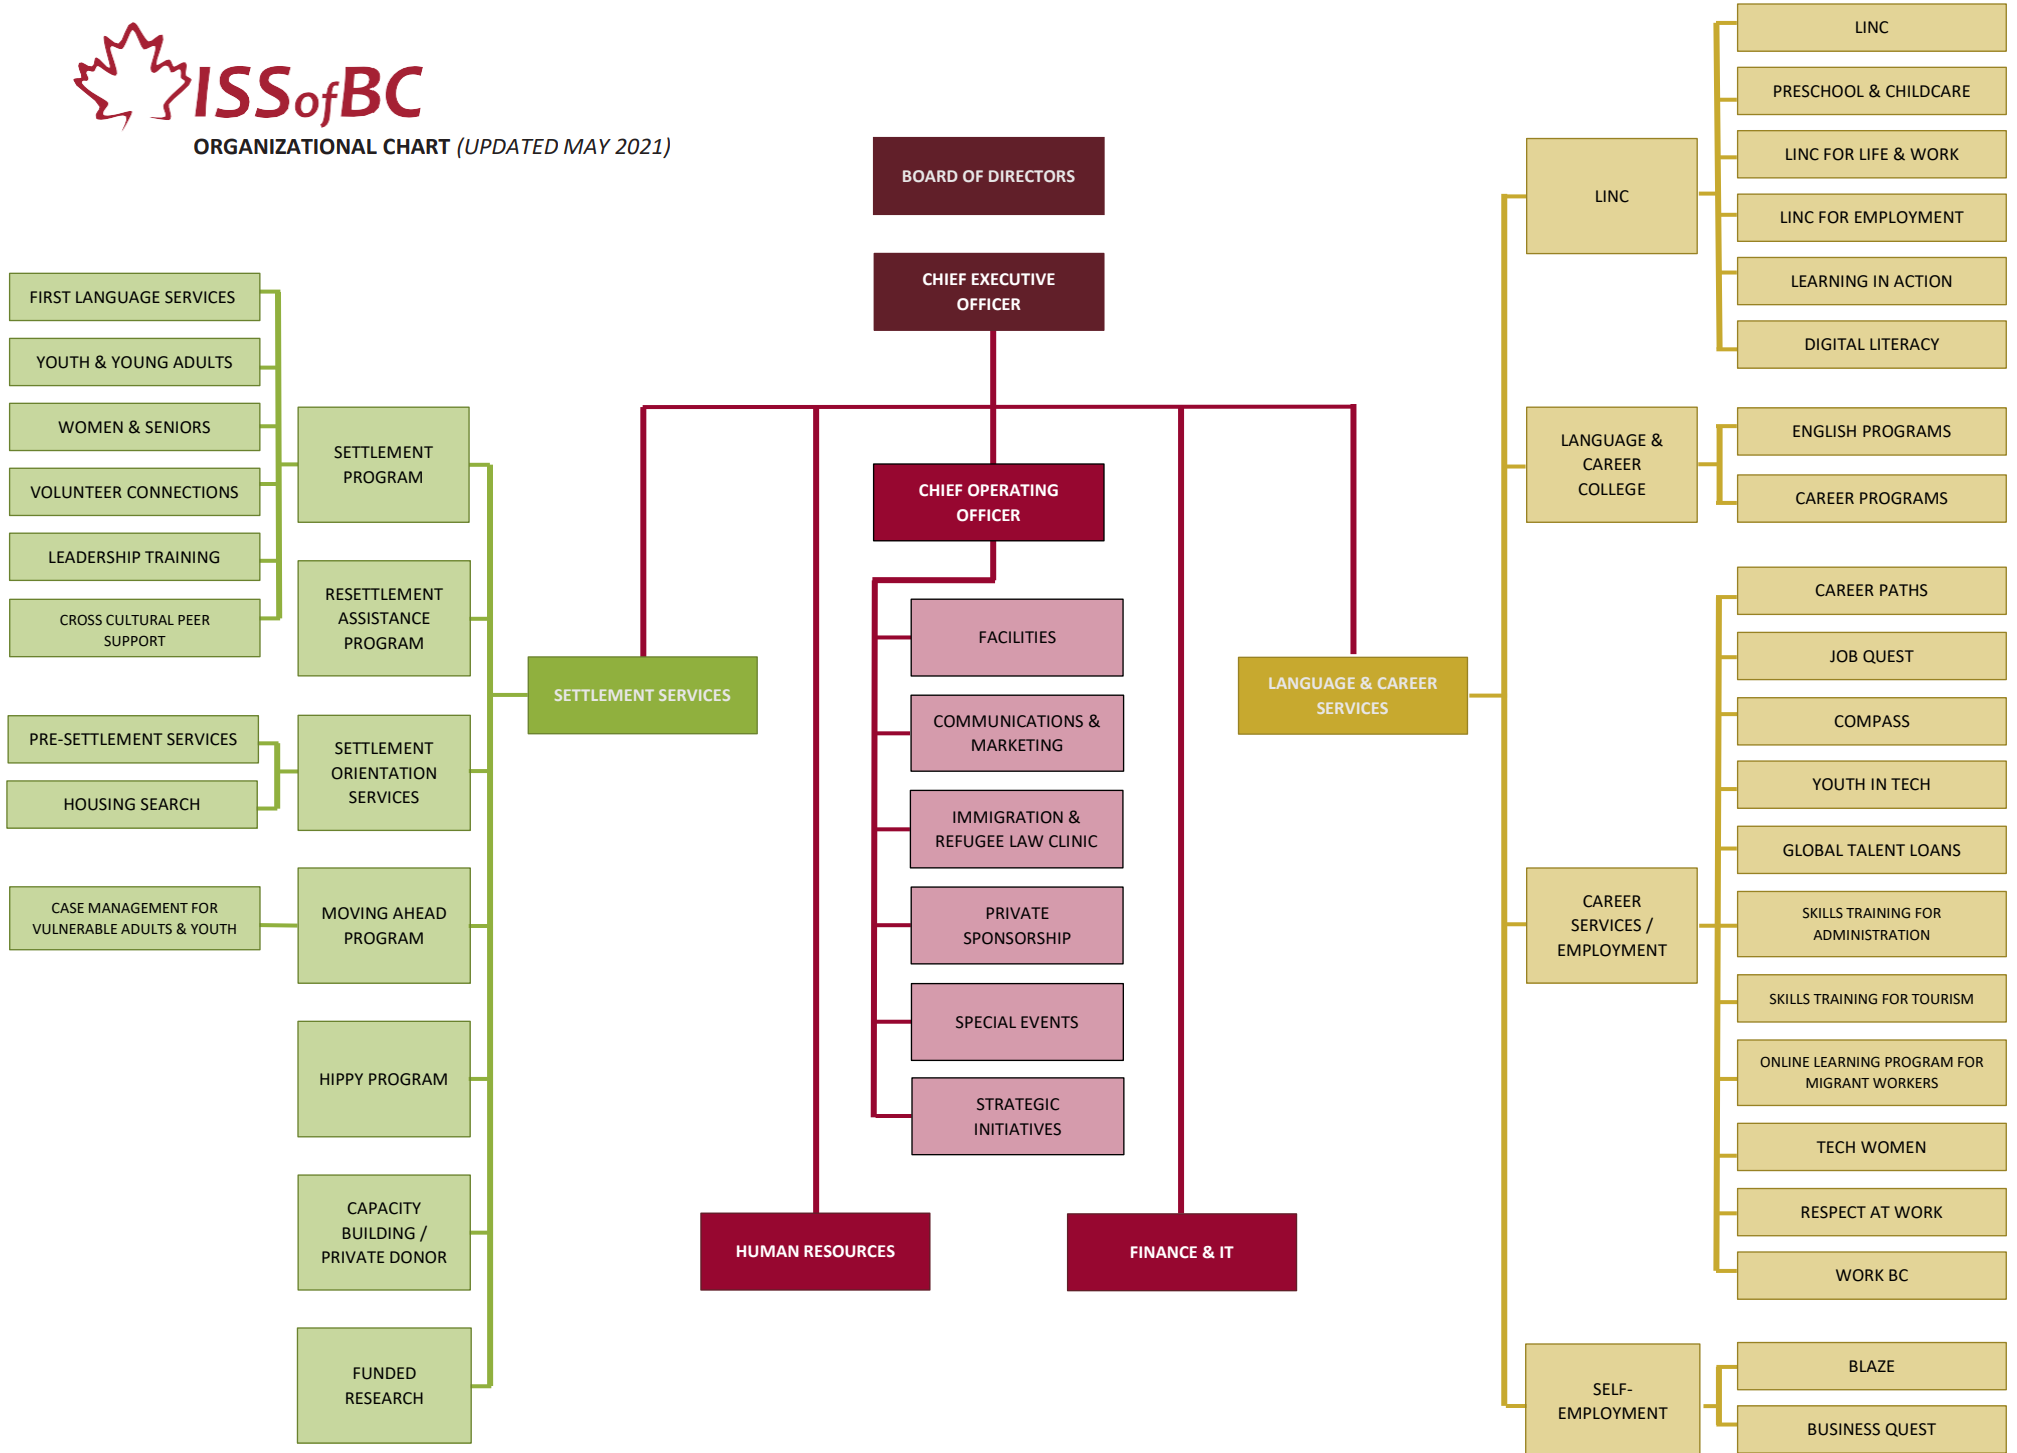 ISSofBC
ORGANIZATIONAL CHART (UPDATED MAY 2021)
BOARD OF DIRECTORS
CHIEF EXECUTIVE
OFFICER
CHIEF OPERATING
OFFICER
FACILITIES
COMMUNICATIONS &
MARKETING
IMMIGRATION &
REFUGEE LAW CLINIC
PRIVATE
SPONSORSHIP
SPECIAL EVENTS
STRATEGIC
INITIATIVES
HUMAN RESOURCES
FINANCE & IT
SETTLEMENT SERVICES
SETTLEMENT
PROGRAM
FIRST LANGUAGE SERVICES
YOUTH & YOUNG ADULTS
WOMEN & SENIORS
VOLUNTEER CONNECTIONS
LEADERSHIP TRAINING
CROSS CULTURAL PEER
SUPPORT
RESETTLEMENT
ASSISTANCE
PROGRAM
SETTLEMENT
ORIENTATION
SERVICES
PRE-SETTLEMENT SERVICES
HOUSING SEARCH
MOVING AHEAD
PROGRAM
CASE MANAGEMENT FOR
VULNERABLE ADULTS & YOUTH
HIPPY PROGRAM
CAPACITY
BUILDING /
PRIVATE DONOR
FUNDED
RESEARCH
LANGUAGE & CAREER
SERVICES
LINC
LINC
PRESCHOOL & CHILDCARE
LINC FOR LIFE & WORK
LINC FOR EMPLOYMENT
LEARNING IN ACTION
DIGITAL LITERACY
LANGUAGE &
CAREER
COLLEGE
ENGLISH PROGRAMS
CAREER PROGRAMS
CAREER
SERVICES /
EMPLOYMENT
CAREER PATHS
JOB QUEST
COMPASS
YOUTH IN TECH
GLOBAL TALENT LOANS
SKILLS TRAINING FOR
ADMINISTRATION
SKILLS TRAINING FOR TOURISM
ONLINE LEARNING PROGRAM FOR
MIGRANT WORKERS
TECH WOMEN
RESPECT AT WORK
WORK BC
SELF-
EMPLOYMENT
BLAZE
BUSINESS QUEST